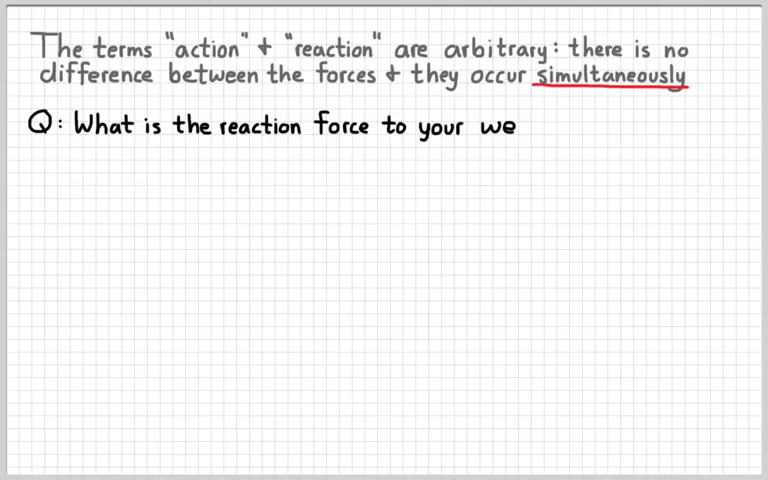 The terms "action" + "reaction" are arbitrary: there is no
difference between the forces + they occur simultaneously
Q: What is the reaction force to your we